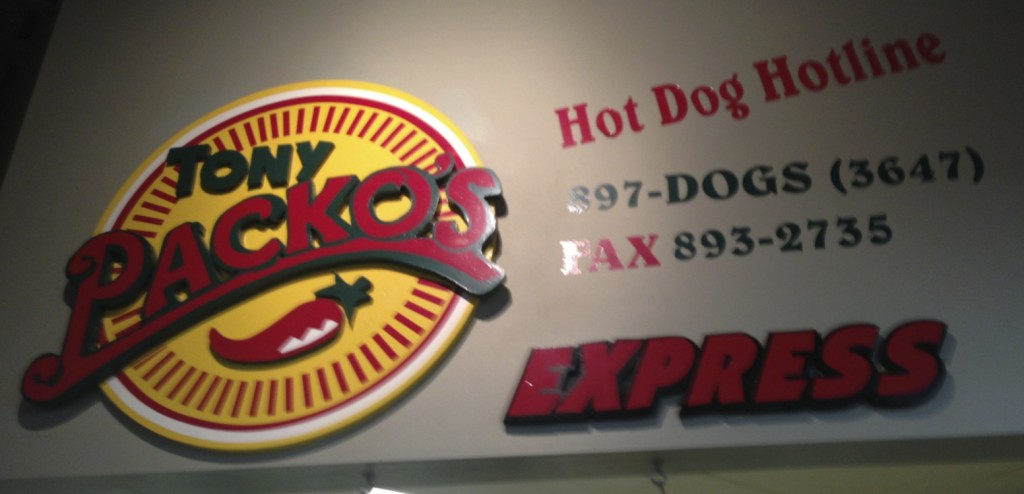 TONY
PACKO'S
Hot Dog Hotline
897-DOGS (3647)
FAX 893-2735
EXPRESS